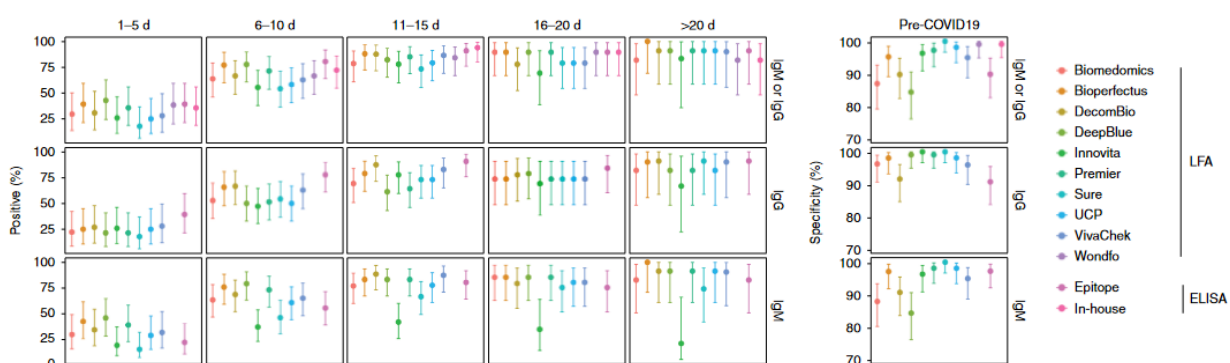 1–5 d 6–10 d 11–15 d 16–20 d >20 d Pre-COVID19
Positive (%)
100
75
50
25
IgM or IgG
100
75
50
25
IgG
100
75
50
25
0
IgM
Specificity (%)
100
90
80
70
IgM or IgG
100
90
80
70
IgG
100
90
80
70
IgM
Biomedomics
Bioperfectus
DecomBio
DeepBlue
Innovita
Premier
Sure
UCP
VivaChek
Wondfo
LFA
Epitope
In-house
ELISA